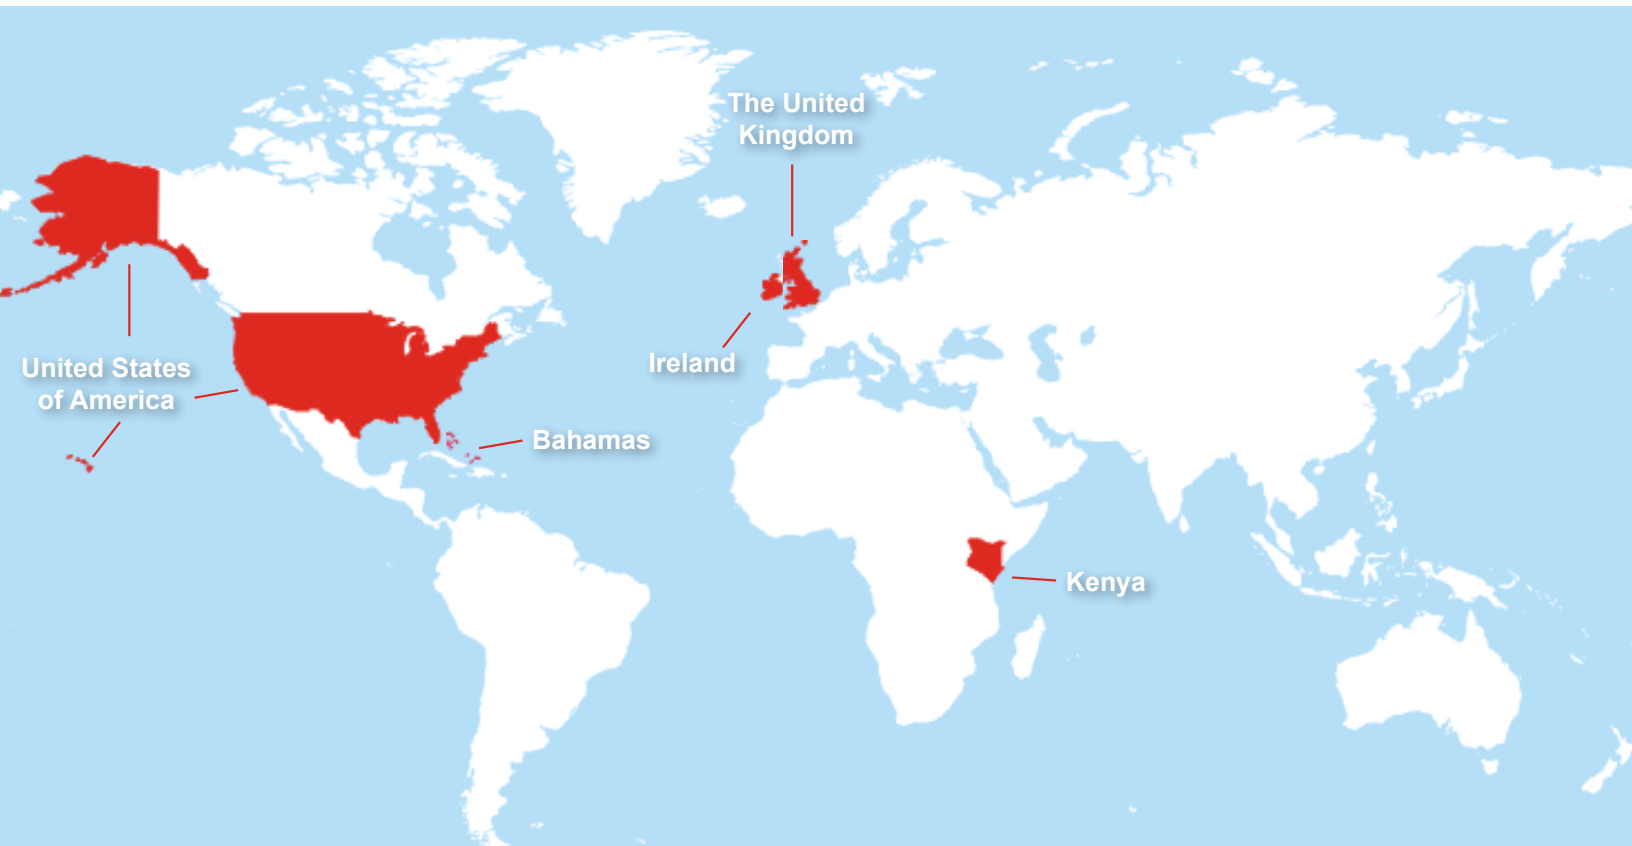 The United
Kingdom
Ireland
United States
of America
Bahamas
Kenya